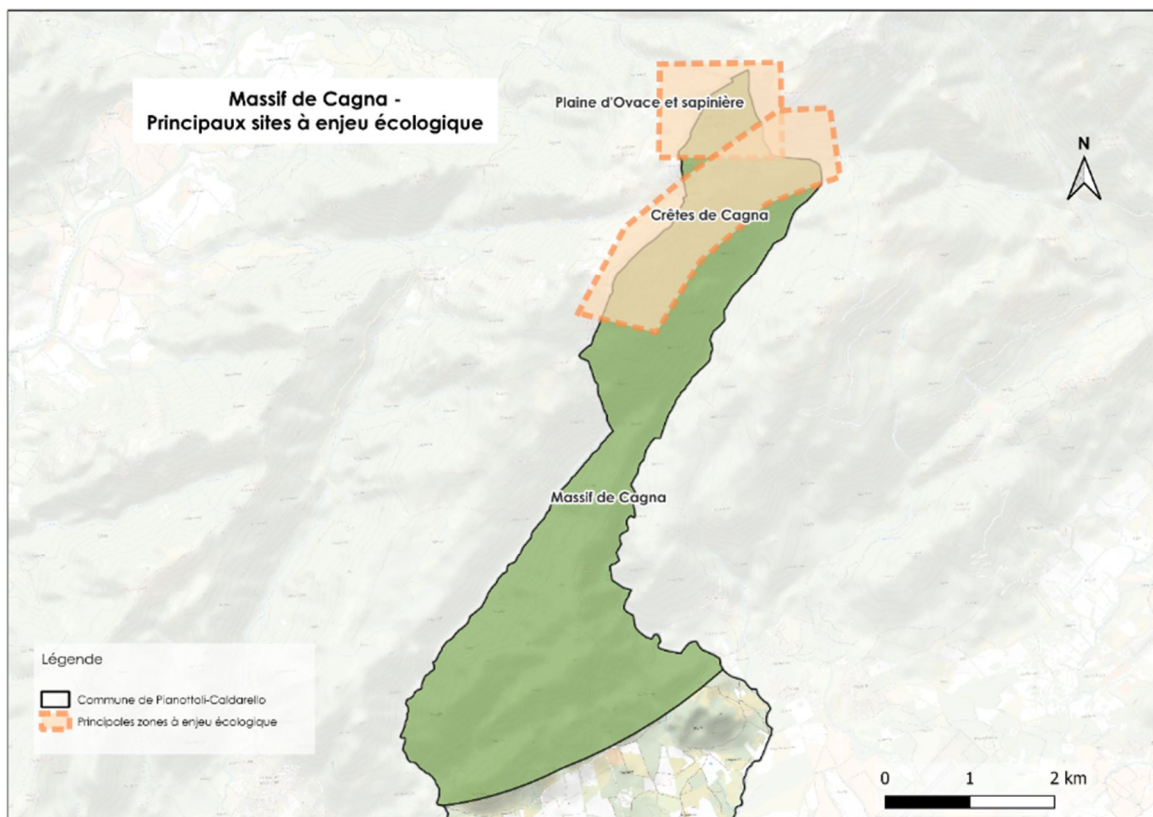 Massif de Cagna -
Principaux sites à enjeu écologique
Plaine d'Ovace et sapinière
N
Crêtes de Cagna
Massif de Cagna
Légende
Commune de Pianottoli-Caldarello
Principales zones à enjeu écologique
0 1 2 km